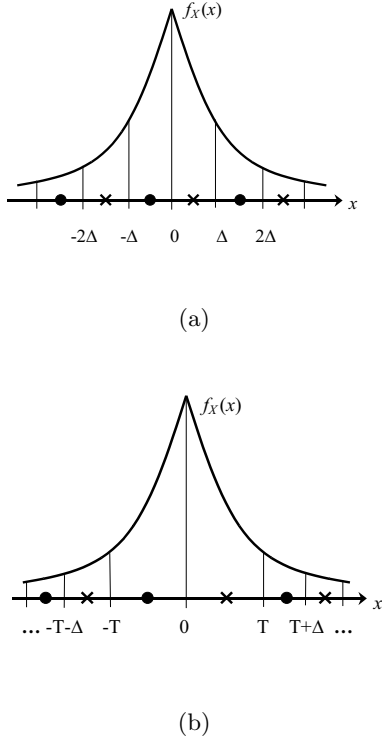 f_X(x)
x
-2Δ -Δ 0 Δ 2Δ
(a)
f_X(x)
x
... -T-Δ -T 0 T T+Δ ...
(b)